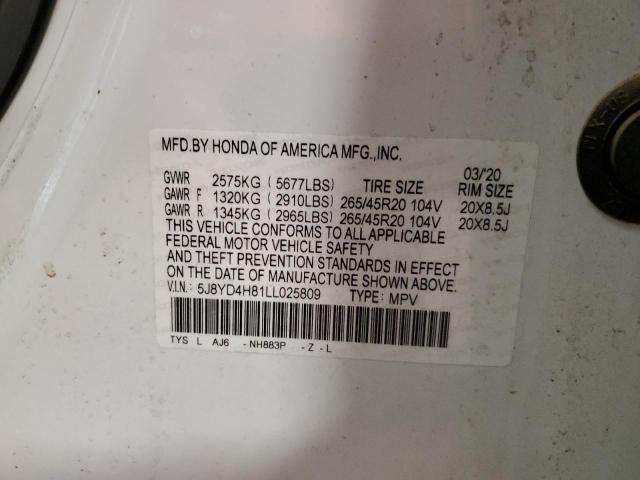 MFD.BY HONDA OF AMERICA MFG.,INC. 03/20
GVWR 2575KG ( 5677LBS) TIRE SIZE RIM SIZE
GAWR F 1320KG ( 2910LBS) 265/45R20 104V 20X8.5J
GAWR R 1345KG ( 2965LBS) 265/45R20 104V 20X8.5J
THIS VEHICLE CONFORMS TO ALL APPLICABLE
FEDERAL MOTOR VEHICLE SAFETY
AND THEFT PREVENTION STANDARDS IN EFFECT
ON THE DATE OF MANUFACTURE SHOWN ABOVE.
V.I.N.: 5J8YD4H81LL025809 TYPE: MPV
TYS L AJ6 - NH883P - Z - L